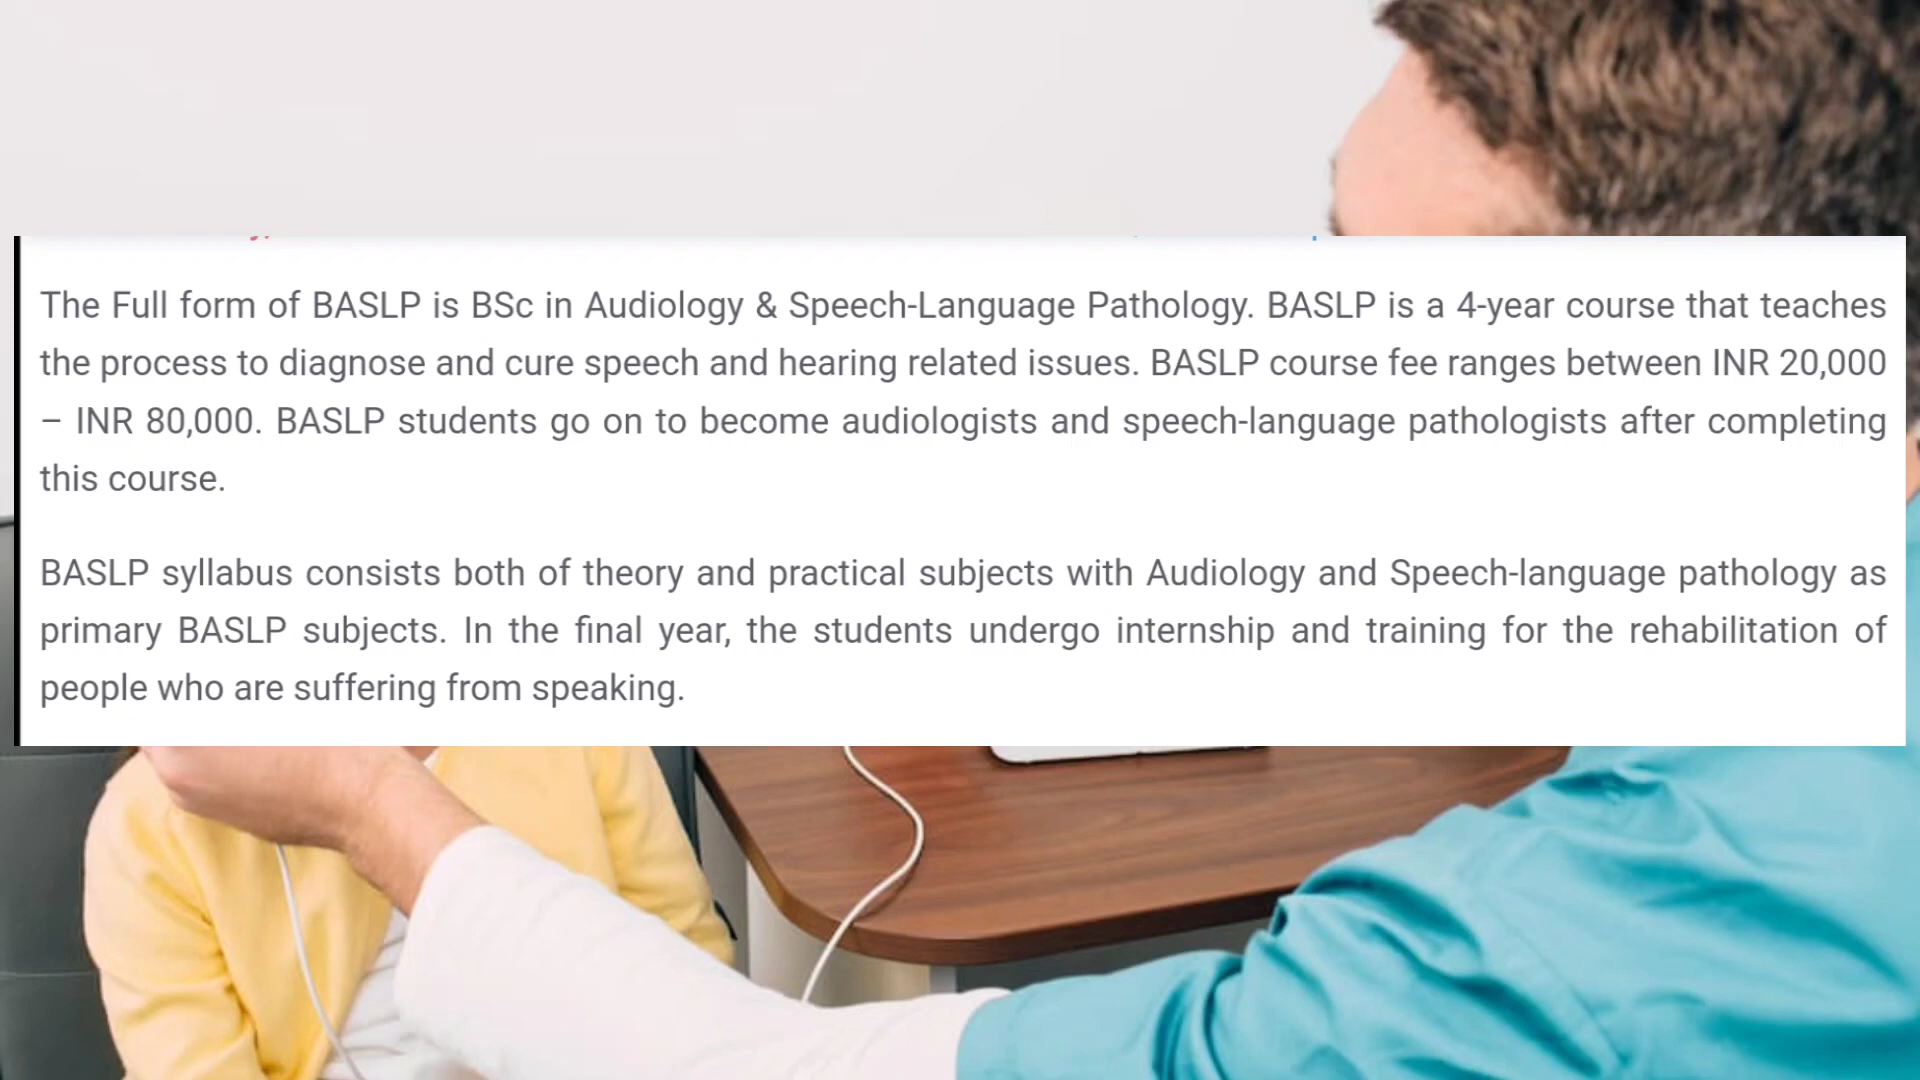 The Full form of BASLP is BSc in Audiology & Speech-Language Pathology. BASLP is a 4-year course that teaches
the process to diagnose and cure speech and hearing related issues. BASLP course fee ranges between INR 20,000
– INR 80,000. BASLP students go on to become audiologists and speech-language pathologists after completing
this course.
BASLP syllabus consists both of theory and practical subjects with Audiology and Speech-language pathology as
primary BASLP subjects. In the final year, the students undergo internship and training for the rehabilitation of
people who are suffering from speaking.